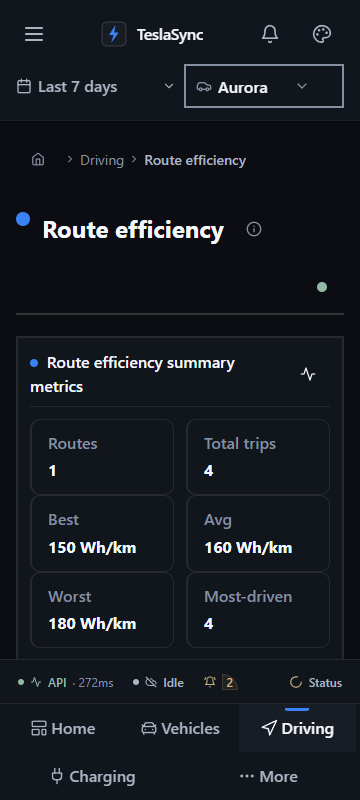 TeslaSync
Last 7 days
Aurora
Driving
Route efficiency
Route efficiency
Route efficiency summary
metrics
Routes
1
Total trips
4
Best
150 Wh/km
Avg
160 Wh/km
Worst
180 Wh/km
Most-driven
4
API · 272ms
Idle
2
Status
Home
Vehicles
Driving
Charging
More